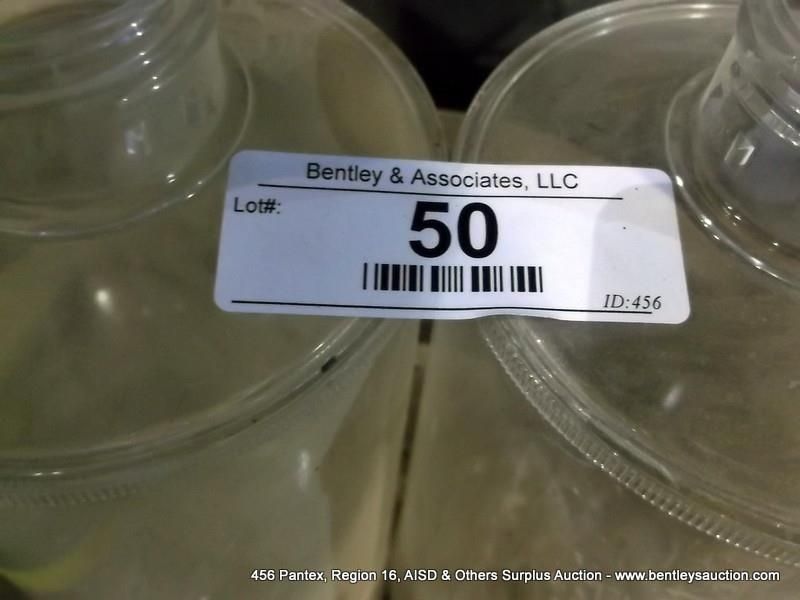 Bentley & Associates, LLC
Lot#:
50
ID:456
456 Pantex, Region 16, AISD & Others Surplus Auction - www.bentleysauction.com